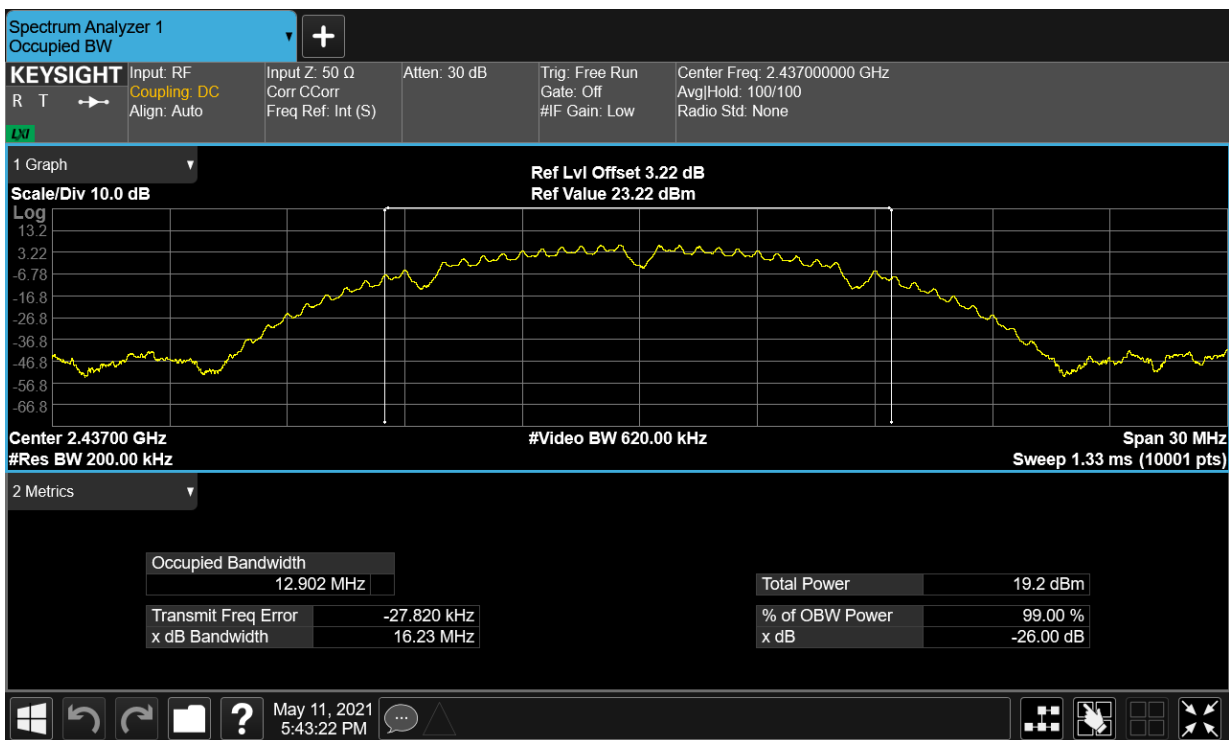 Spectrum Analyzer 1
Occupied BW
KEYSIGHT
R T
LXI
Input: RF
Coupling: DC
Align: Auto
Input Z: 50 Ω
Corr CCorr
Freq Ref: Int (S)
Atten: 30 dB
Trig: Free Run
Gate: Off
#IF Gain: Low
Center Freq: 2.437000000 GHz
Avg|Hold: 100/100
Radio Std: None
1 Graph
Ref Lvl Offset 3.22 dB
Scale/Div 10.0 dB
Ref Value 23.22 dBm
Log
13.2
3.22
-6.78
-16.8
-26.8
-36.8
-46.8
-56.8
-66.8
Center 2.43700 GHz
#Video BW 620.00 kHz
Span 30 MHz
#Res BW 200.00 kHz
Sweep 1.33 ms (10001 pts)
2 Metrics
Occupied Bandwidth
12.902 MHz
Total Power 19.2 dBm
Transmit Freq Error -27.820 kHz
% of OBW Power 99.00 %
x dB Bandwidth 16.23 MHz
x dB -26.00 dB
?
May 11, 2021
5:43:22 PM